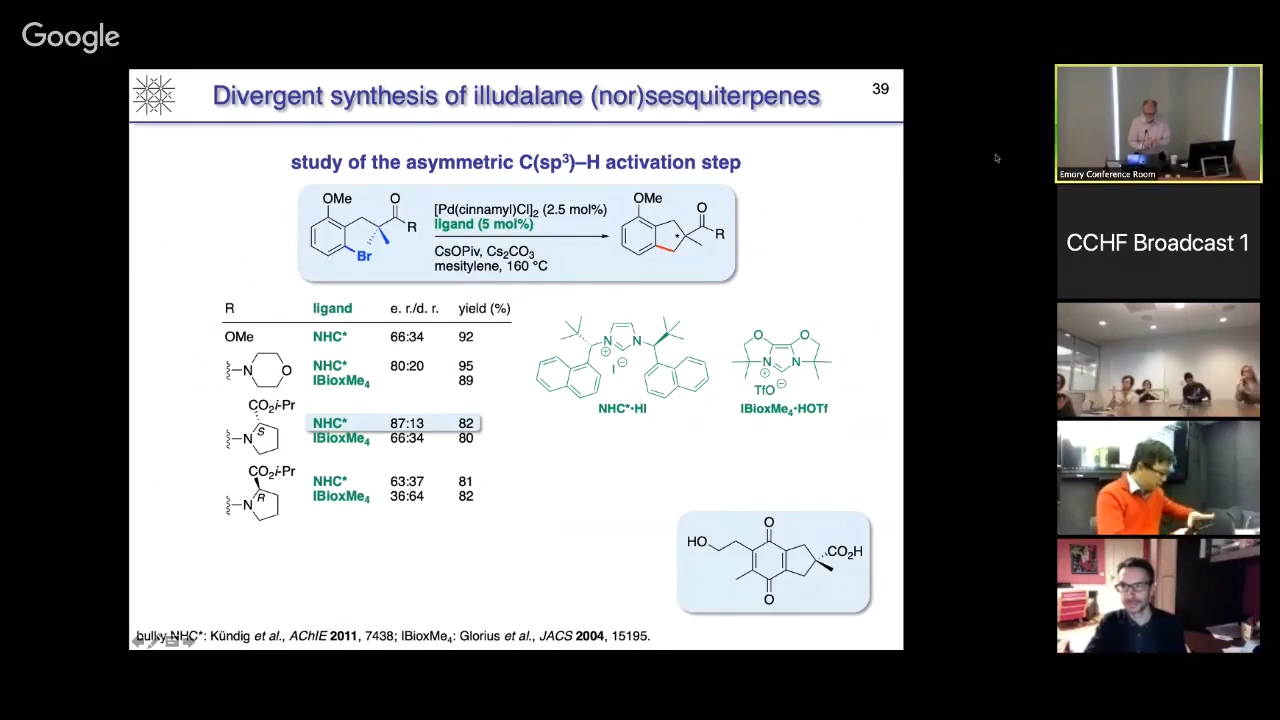 Google
Divergent synthesis of illudalane (nor)sesquiterpenes
39
study of the asymmetric C(sp³)–H activation step
OMe
O
R
Br
[Pd(cinnamyl)Cl]₂ (2.5 mol%)
ligand (5 mol%)
CsOPiv, Cs₂CO₃
mesitylene, 160 °C
OMe
O
R
*
R ligand e. r./d. r. yield (%)
OMe NHC* 66:34 92
N O NHC* 80:20 95
IBioxMe₄ 89
CO₂i-Pr
NHC* 87:13 82
N S IBioxMe₄ 66:34 80
CO₂i-Pr
NHC* 63:37 81
N R IBioxMe₄ 36:64 82
N N
⊕
I ⊖
NHC*·HI
O O
N N
⊕
TfO ⊖
IBioxMe₄·HOTf
O
HO
CO₂H
O
bulky NHC*: Kündig et al., AChIE 2011, 7438; IBioxMe₄: Glorius et al., JACS 2004, 15195.
Emory Conference Room
CCHF Broadcast 1